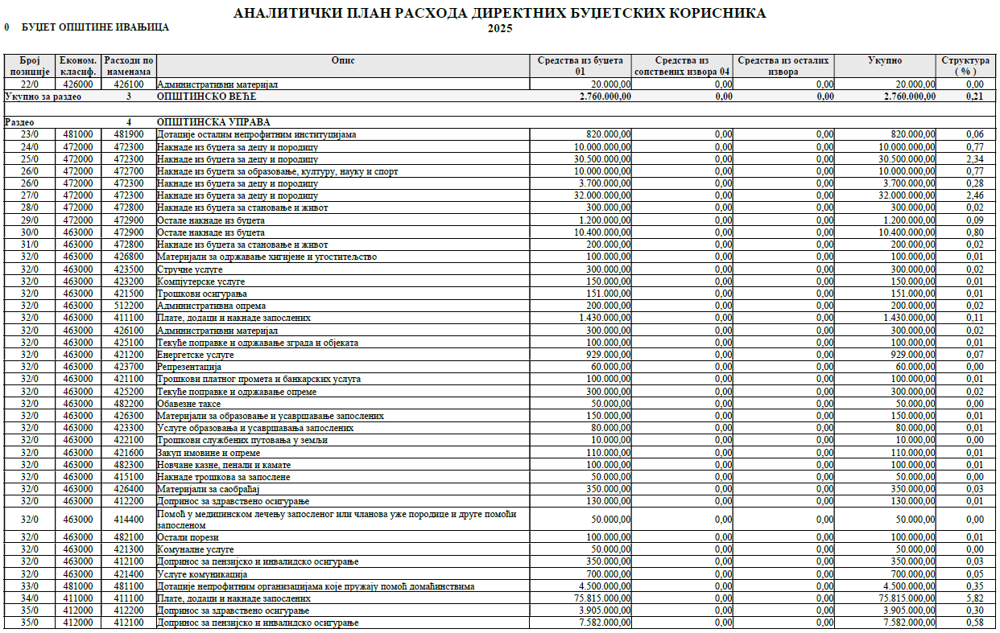 АНАЛИТИЧКИ ПЛАН РАСХОДА ДИРЕКТНИХ БУЏЕТСКИХ КОРИСНИКА
0 БУЏЕТ ОПШТИНЕ ИВАЊИЦА
2025
Број Економ. Расходи по Опис Средства из буџета Средства из Средства из осталих Укупно Структура
позиције класиф. наменама 01 сопствених извора 04 извора ( % )
22/0 426000 426100 Административни материјал 20.000,00 0,00 0,00 20.000,00 0,00
Укупно за раздео 3 ОПШТИНСКО ВЕЋЕ 2.760.000,00 0,00 0,00 2.760.000,00 0,21
Раздео 4 ОПШТИНСКА УПРАВА
23/0 481000 481900 Дотације осталим непрофитним институцијама 820.000,00 0,00 0,00 820.000,00 0,06
24/0 472000 472300 Накнаде из буџета за децу и породицу 10.000.000,00 0,00 0,00 10.000.000,00 0,77
25/0 472000 472300 Накнаде из буџета за децу и породицу 30.500.000,00 0,00 0,00 30.500.000,00 2,34
26/0 472000 472700 Накнаде из буџета за образовање, културу, науку и спорт 10.000.000,00 0,00 0,00 10.000.000,00 0,77
26/0 472000 472300 Накнаде из буџета за децу и породицу 3.700.000,00 0,00 0,00 3.700.000,00 0,28
27/0 472000 472300 Накнаде из буџета за децу и породицу 32.000.000,00 0,00 0,00 32.000.000,00 2,46
28/0 472000 472800 Накнаде из буџета за становање и живот 300.000,00 0,00 0,00 300.000,00 0,02
29/0 472000 472900 Остале накнаде из буџета 1.200.000,00 0,00 0,00 1.200.000,00 0,09
30/0 463000 472900 Остале накнаде из буџета 10.400.000,00 0,00 0,00 10.400.000,00 0,80
31/0 463000 472800 Накнаде из буџета за становање и живот 200.000,00 0,00 0,00 200.000,00 0,02
32/0 463000 426800 Материјали за одржавање хигијене и угоститељство 100.000,00 0,00 0,00 100.000,00 0,01
32/0 463000 423500 Стручне услуге 300.000,00 0,00 0,00 300.000,00 0,02
32/0 463000 423200 Компјутерске услуге 150.000,00 0,00 0,00 150.000,00 0,01
32/0 463000 421500 Трошкови осигурања 151.000,00 0,00 0,00 151.000,00 0,01
32/0 463000 512200 Административна опрема 200.000,00 0,00 0,00 200.000,00 0,02
32/0 463000 411100 Плате, додаци и накнаде запослених 1.430.000,00 0,00 0,00 1.430.000,00 0,11
32/0 463000 426100 Административни материјал 300.000,00 0,00 0,00 300.000,00 0,02
32/0 463000 425100 Текуће поправке и одржавање зграда и објеката 100.000,00 0,00 0,00 100.000,00 0,01
32/0 463000 421200 Енергетске услуге 929.000,00 0,00 0,00 929.000,00 0,07
32/0 463000 423700 Репрезентација 60.000,00 0,00 0,00 60.000,00 0,00
32/0 463000 421100 Трошкови платног промета и банкарских услуга 100.000,00 0,00 0,00 100.000,00 0,01
32/0 463000 425200 Текуће поправке и одржавање опреме 300.000,00 0,00 0,00 300.000,00 0,02
32/0 463000 482200 Обавезне таксе 50.000,00 0,00 0,00 50.000,00 0,00
32/0 463000 426300 Материјали за образовање и усавршавање запослених 150.000,00 0,00 0,00 150.000,00 0,01
32/0 463000 423300 Услуге образовања и усавршавања запослених 80.000,00 0,00 0,00 80.000,00 0,01
32/0 463000 422100 Трошкови службених путовања у земљи 10.000,00 0,00 0,00 10.000,00 0,00
32/0 463000 421600 Закуп имовине и опреме 110.000,00 0,00 0,00 110.000,00 0,01
32/0 463000 482300 Новчане казне, пенали и камате 100.000,00 0,00 0,00 100.000,00 0,01
32/0 463000 415100 Накнаде трошкова за запослене 50.000,00 0,00 0,00 50.000,00 0,00
32/0 463000 426400 Материјали за саобраћај 350.000,00 0,00 0,00 350.000,00 0,03
32/0 463000 412200 Допринос за здравствено осигурање 130.000,00 0,00 0,00 130.000,00 0,01
32/0 463000 414400 Помоћ у медицинском лечењу запосленог или чланова уже породице и друге помоћи 50.000,00 0,00 0,00 50.000,00 0,00
запосленом
32/0 463000 482100 Остали порези 100.000,00 0,00 0,00 100.000,00 0,01
32/0 463000 421300 Комуналне услуге 50.000,00 0,00 0,00 50.000,00 0,00
32/0 463000 412100 Допринос за пензијско и инвалидско осигурање 350.000,00 0,00 0,00 350.000,00 0,03
32/0 463000 421400 Услуге комуникација 700.000,00 0,00 0,00 700.000,00 0,05
33/0 481000 481100 Дотације непрофитним организацијама које пружају помоћ домаћинствима 4.500.000,00 0,00 0,00 4.500.000,00 0,35
34/0 411000 411100 Плате, додаци и накнаде запослених 75.815.000,00 0,00 0,00 75.815.000,00 5,82
35/0 412000 412200 Допринос за здравствено осигурање 3.905.000,00 0,00 0,00 3.905.000,00 0,30
35/0 412000 412100 Допринос за пензијско и инвалидско осигурање 7.582.000,00 0,00 0,00 7.582.000,00 0,58